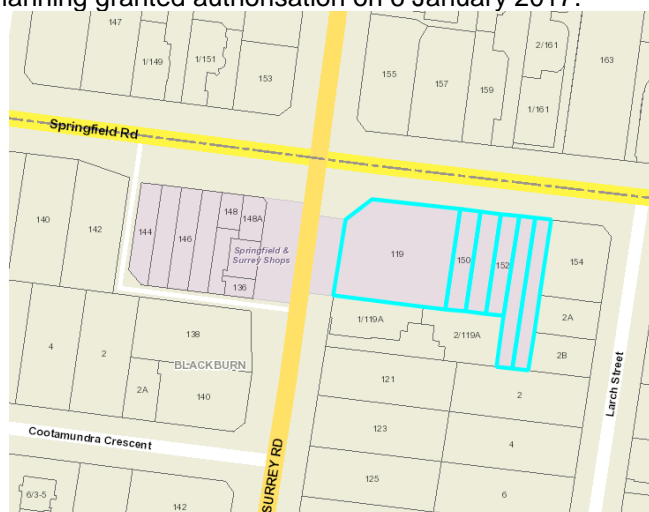 lanning granted authorisation on 6 January 2017.
147
1/149
1/151
153
155
157
159
2/161
1/161
163
Springfield Rd
140
142
144
146
148
148A
Springfield &
Surrey Shops
136
119
150
152
154
2A
2B
1/119A
2/119A
138
4
2
BLACKBURN
2A
140
121
2
123
4
125
6
Larch Street
Cootamundra Crescent
SURREY RD
6/3-5
142